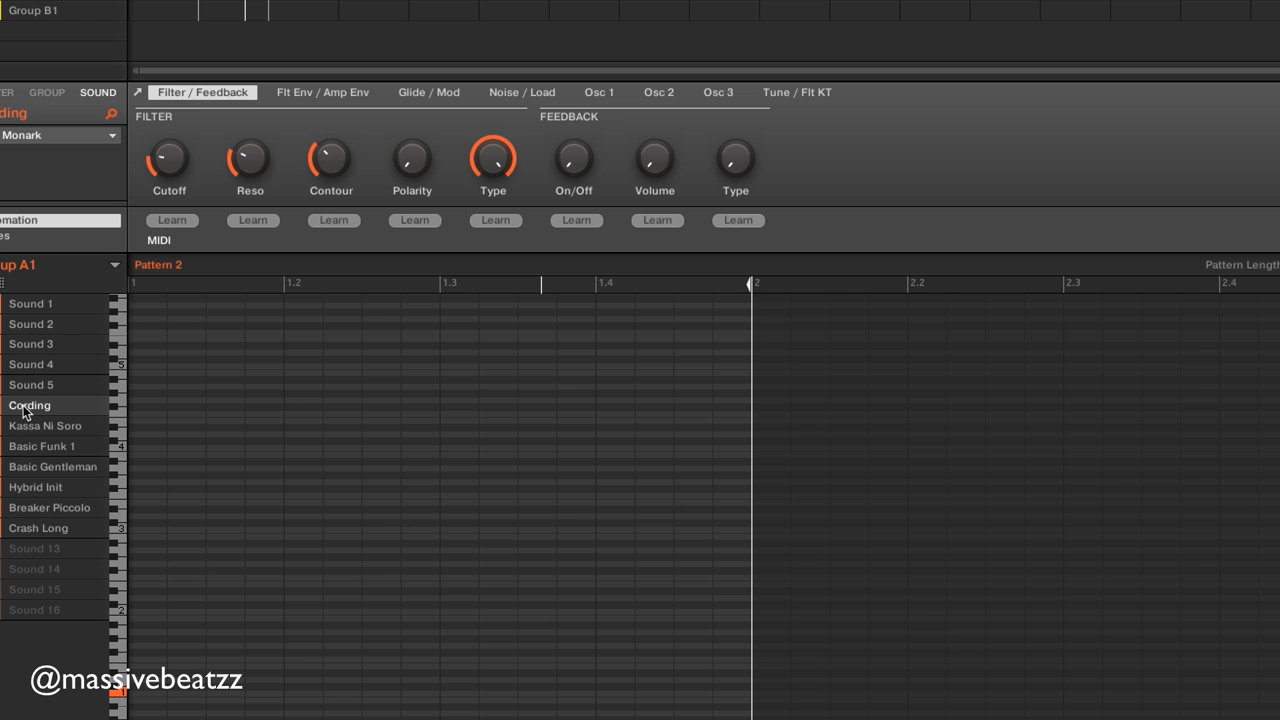 Group B1
GROUP SOUND
Filter / Feedback Flt Env / Amp Env Glide / Mod Noise / Load Osc 1 Osc 2 Osc 3 Tune / Flt KT
FILTER FEEDBACK
Monark
Cutoff Reso Contour Polarity Type On/Off Volume Type
Learn Learn Learn Learn Learn Learn Learn Learn
MIDI
up A1 Pattern 2 Pattern Length
1 1.2 1.3 1.4 2 2.2 2.3 2.4
Sound 1
Sound 2
Sound 3
Sound 4 5
Sound 5
Cording
Kassa Ni Soro
Basic Funk 1 4
Basic Gentleman
Hybrid Init
Breaker Piccolo
Crash Long 3
Sound 13
Sound 14
Sound 15
Sound 16 2
@massivebeatzz
1